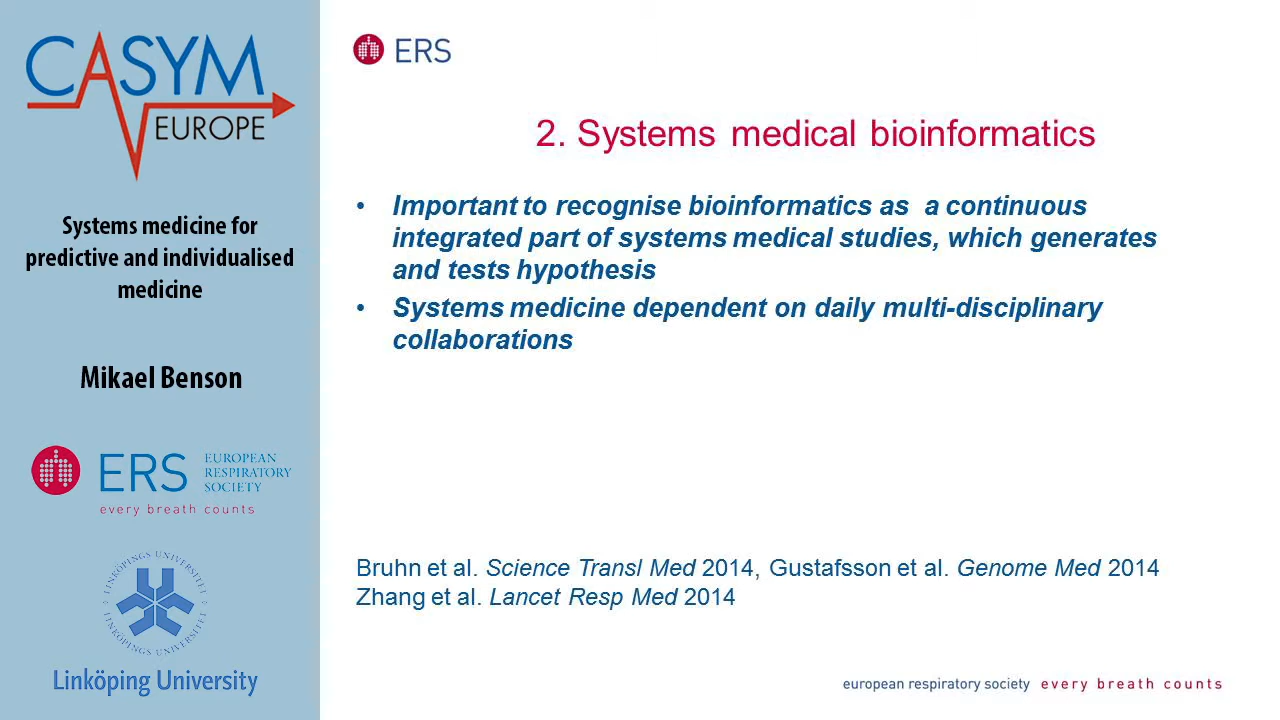 CASYM
EUROPE
Systems medicine for
predictive and individualised
medicine
Mikael Benson
ERS
EUROPEAN
RESPIRATORY
SOCIETY
every breath counts
LINKÖPINGS UNIVERSITET
LINKÖPINGS UNIVERSITET
Linköping University
ERS
2. Systems medical bioinformatics
• Important to recognise bioinformatics as a continuous
integrated part of systems medical studies, which generates
and tests hypothesis
• Systems medicine dependent on daily multi-disciplinary
collaborations
Bruhn et al. Science Transl Med 2014, Gustafsson et al. Genome Med 2014
Zhang et al. Lancet Resp Med 2014
european respiratory society every breath counts